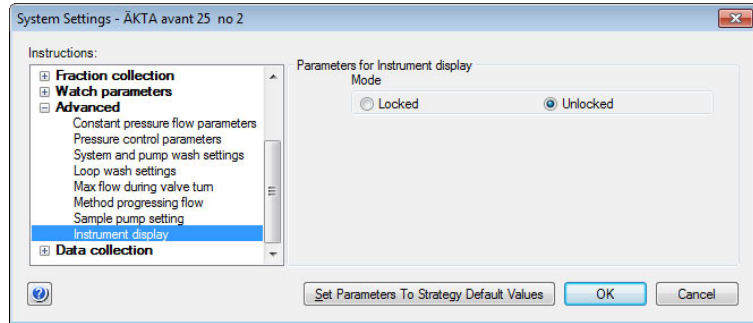 System Settings - ÄKTA avant 25  no 2
Instructions:
Fraction collection
Watch parameters
Advanced
Constant pressure flow parameters
Pressure control parameters
System and pump wash settings
Loop wash settings
Max flow during valve turn
Method progressing flow
Sample pump setting
Instrument display
Data collection
Parameters for Instrument display
Mode
Locked
Unlocked
Set Parameters To Strategy Default Values
OK
Cancel